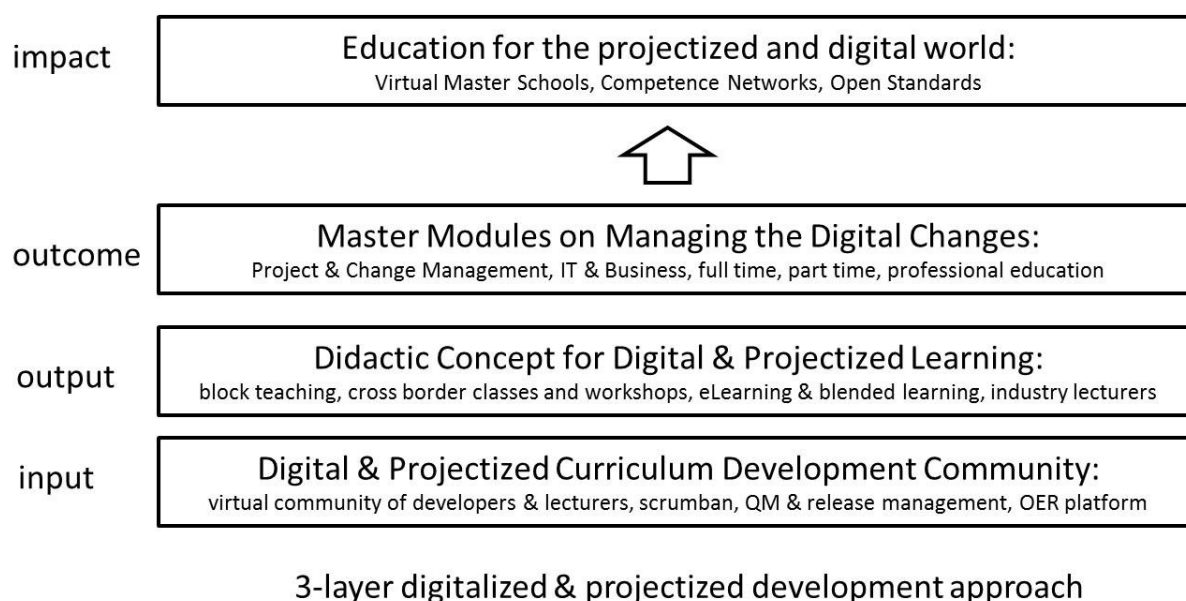 impact
Education for the projectized and digital world:
Virtual Master Schools, Competence Networks, Open Standards
outcome
Master Modules on Managing the Digital Changes:
Project & Change Management, IT & Business, full time, part time, professional education
output
Didactic Concept for Digital & Projectized Learning:
block teaching, cross border classes and workshops, eLearning & blended learning, industry lecturers
input
Digital & Projectized Curriculum Development Community:
virtual community of developers & lecturers, scrumban, QM & release management, OER platform
3-layer digitalized & projectized development approach